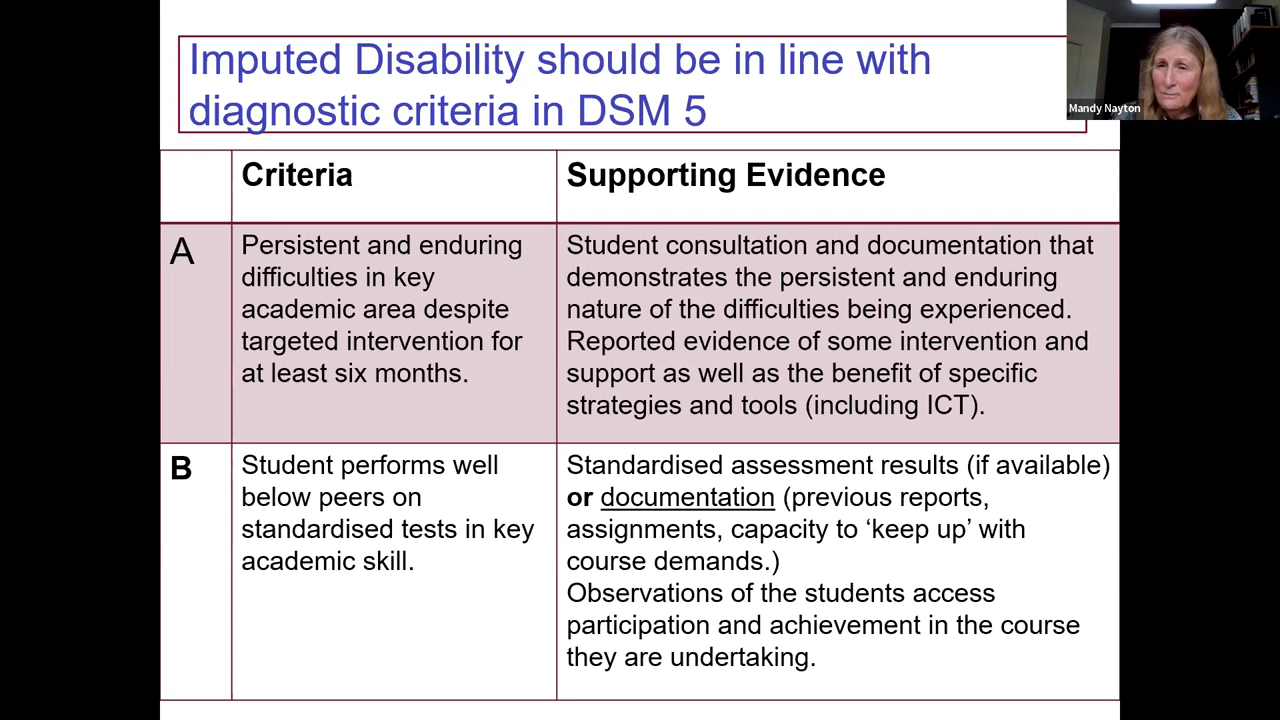 Imputed Disability should be in line with
diagnostic criteria in DSM 5
Mandy Nayton
Criteria
Supporting Evidence
A
Persistent and enduring
difficulties in key
academic area despite
targeted intervention for
at least six months.
Student consultation and documentation that
demonstrates the persistent and enduring
nature of the difficulties being experienced.
Reported evidence of some intervention and
support as well as the benefit of specific
strategies and tools (including ICT).
B
Student performs well
below peers on
standardised tests in key
academic skill.
Standardised assessment results (if available)
or documentation (previous reports,
assignments, capacity to ‘keep up’ with
course demands.)
Observations of the students access
participation and achievement in the course
they are undertaking.